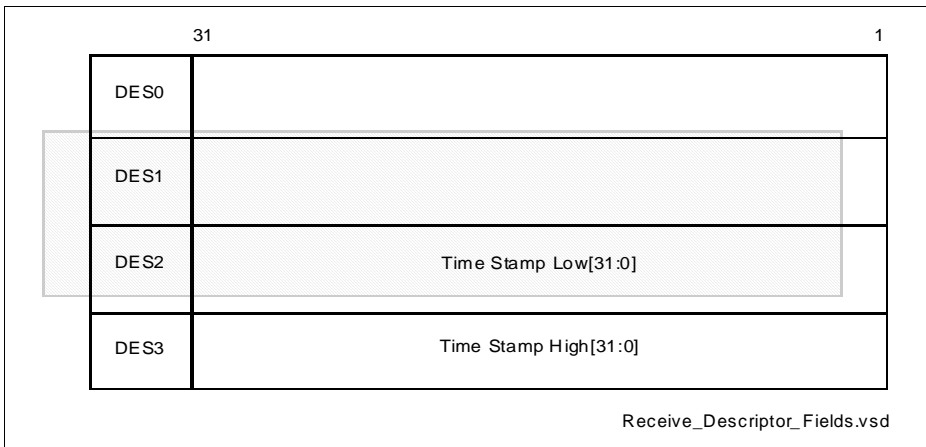 31 1
DES0
DES1
DES2 Time Stamp Low[31:0]
DES3 Time Stamp High[31:0]
Receive_Descriptor_Fields.vsd